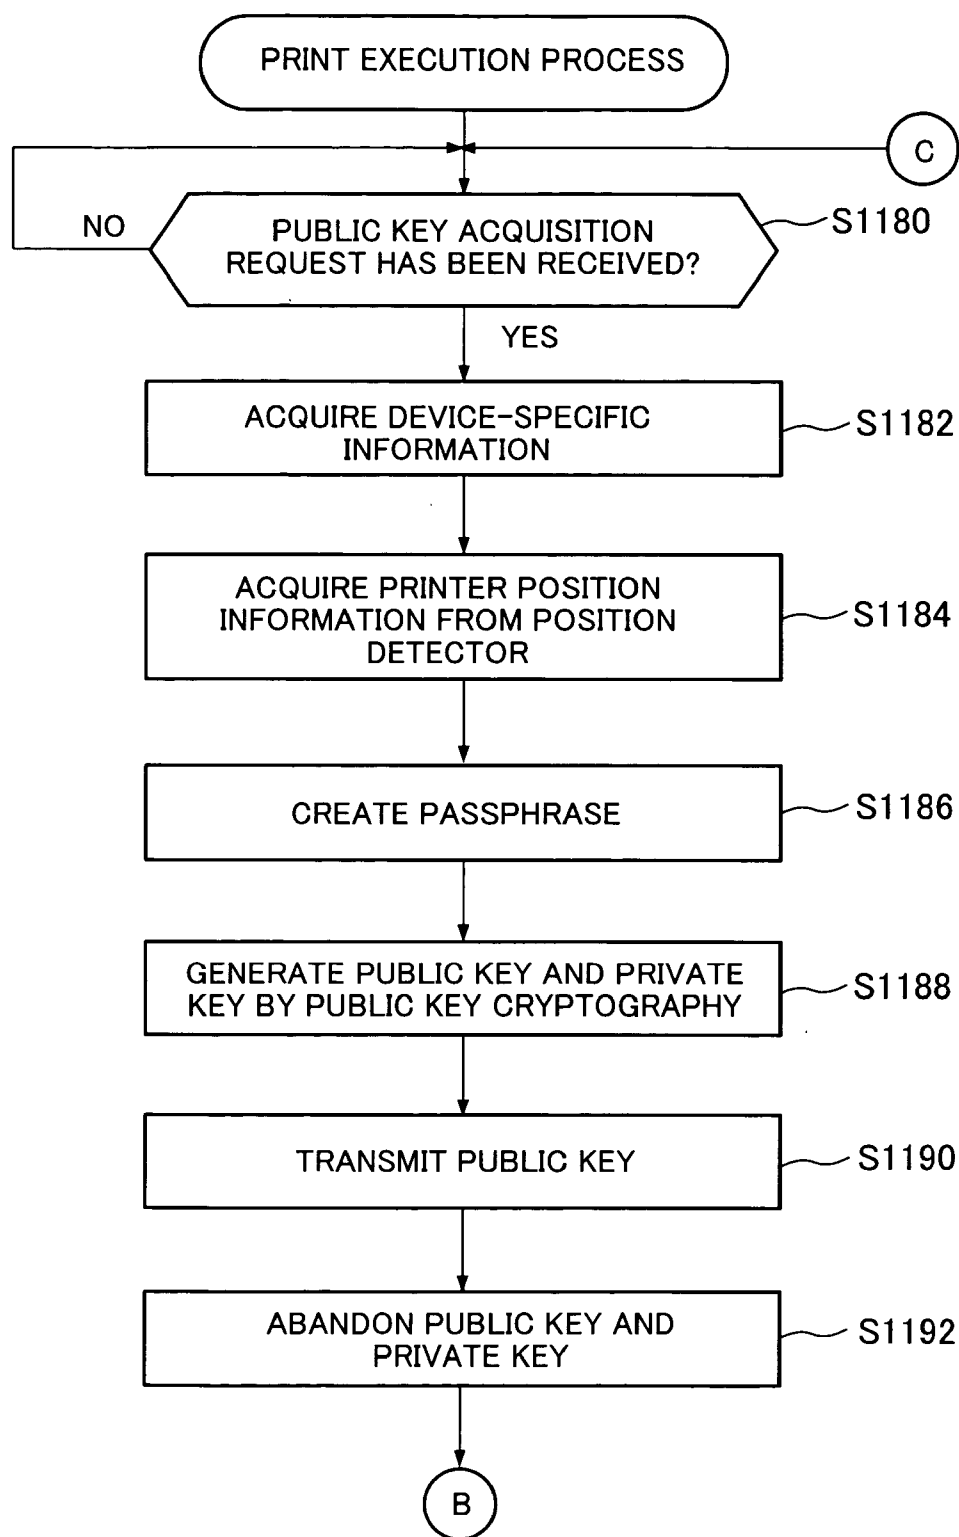 PRINT EXECUTION PROCESS
C
NO
PUBLIC KEY ACQUISITION
REQUEST HAS BEEN RECEIVED?
S1180
YES
ACQUIRE DEVICE-SPECIFIC
INFORMATION
S1182
ACQUIRE PRINTER POSITION
INFORMATION FROM POSITION
DETECTOR
S1184
CREATE PASSPHRASE
S1186
GENERATE PUBLIC KEY AND PRIVATE
KEY BY PUBLIC KEY CRYPTOGRAPHY
S1188
TRANSMIT PUBLIC KEY
S1190
ABANDON PUBLIC KEY AND
PRIVATE KEY
S1192
B